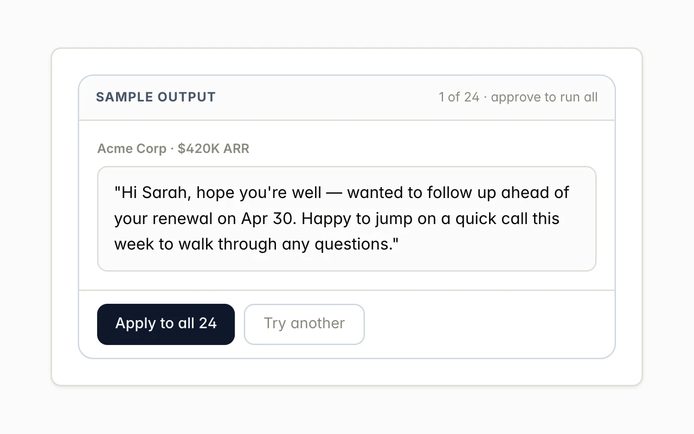 SAMPLE OUTPUT
1 of 24 · approve to run all
Acme Corp · $420K ARR
"Hi Sarah, hope you're well — wanted to follow up ahead of
your renewal on Apr 30. Happy to jump on a quick call this
week to walk through any questions."
Apply to all 24
Try another